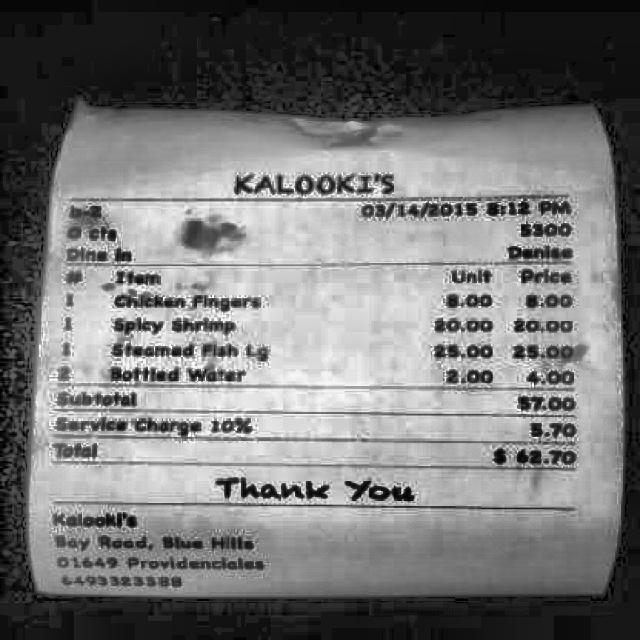 KALOOKI'S
b-2 03/14/2015 8:12 PM
0 cts 5300
Dine in Denise
# Item Unit Price
1 Chicken Fingers 8.00 8.00
1 Spicy Shrimp 20.00 20.00
1 Steamed Fish Lg 25.00 25.00
2 Bottled Water 2.00 4.00
Subtotal 57.00
Service Charge 10% 5.70
Total $ 62.70
Thank You
Kalooki's
Bay Road, Blue Hills
01649 Providenciales
6493323388